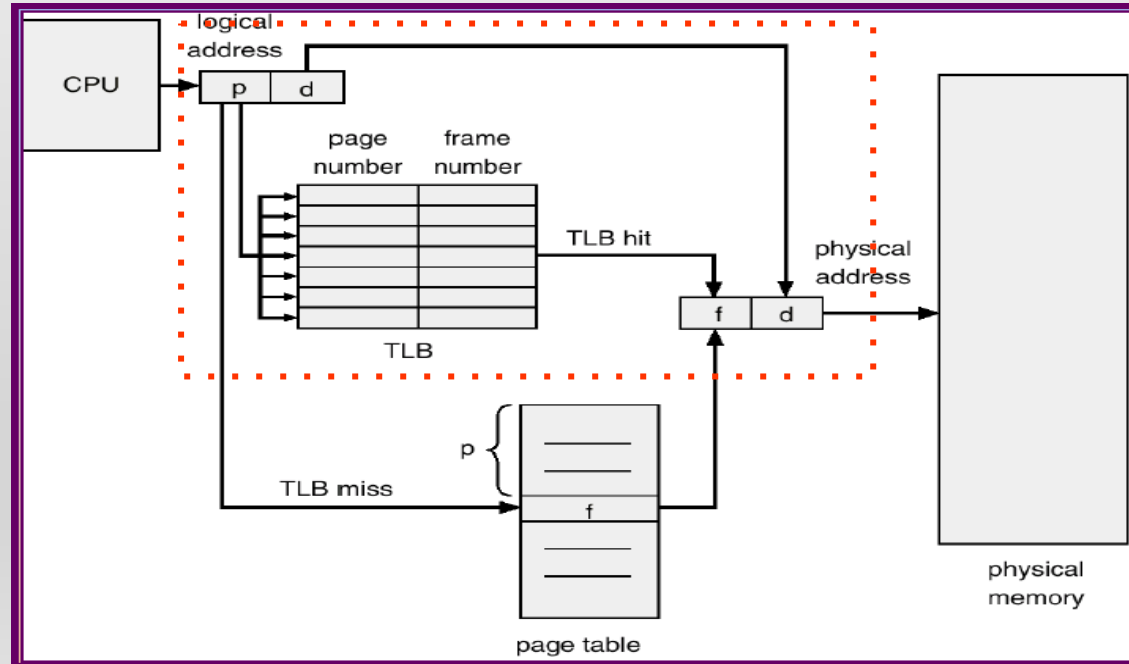 logical
address
CPU
p
d
page
number
frame
number
TLB hit
physical
address
f
d
TLB
p
TLB miss
f
page table
physical
memory